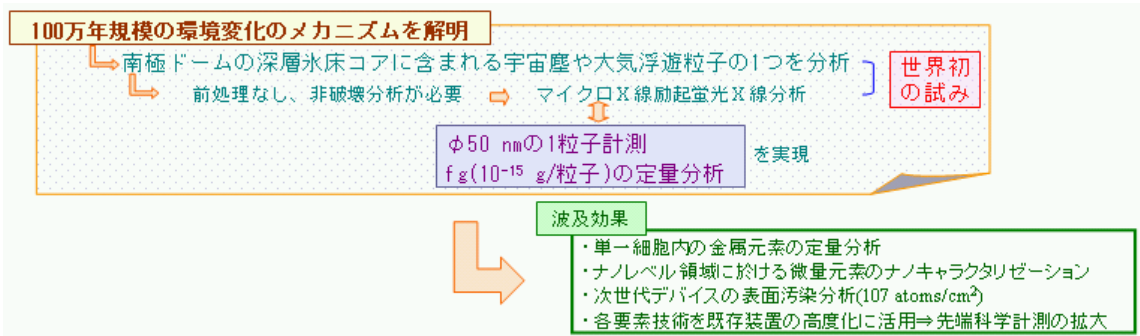 100万年規模の環境変化のメカニズムを解明
南極ドームの深層氷床コアに含まれる宇宙塵や大気浮遊粒子の1つを分析
前処理なし、非破壊分析が必要 ⇨ マイクロX線励起蛍光X線分析
世界初
の試み
φ50 nmの1粒子計測
fg(10⁻¹⁵ g/粒子)の定量分析
を実現
波及効果
・単一細胞内の金属元素の定量分析
・ナノレベル領域に於ける微量元素のナノキャラクタリゼーション
・次世代デバイスの表面汚染分析(107 atoms/cm²)
・各要素技術を既存装置の高度化に活用⇒先端科学計測の拡大